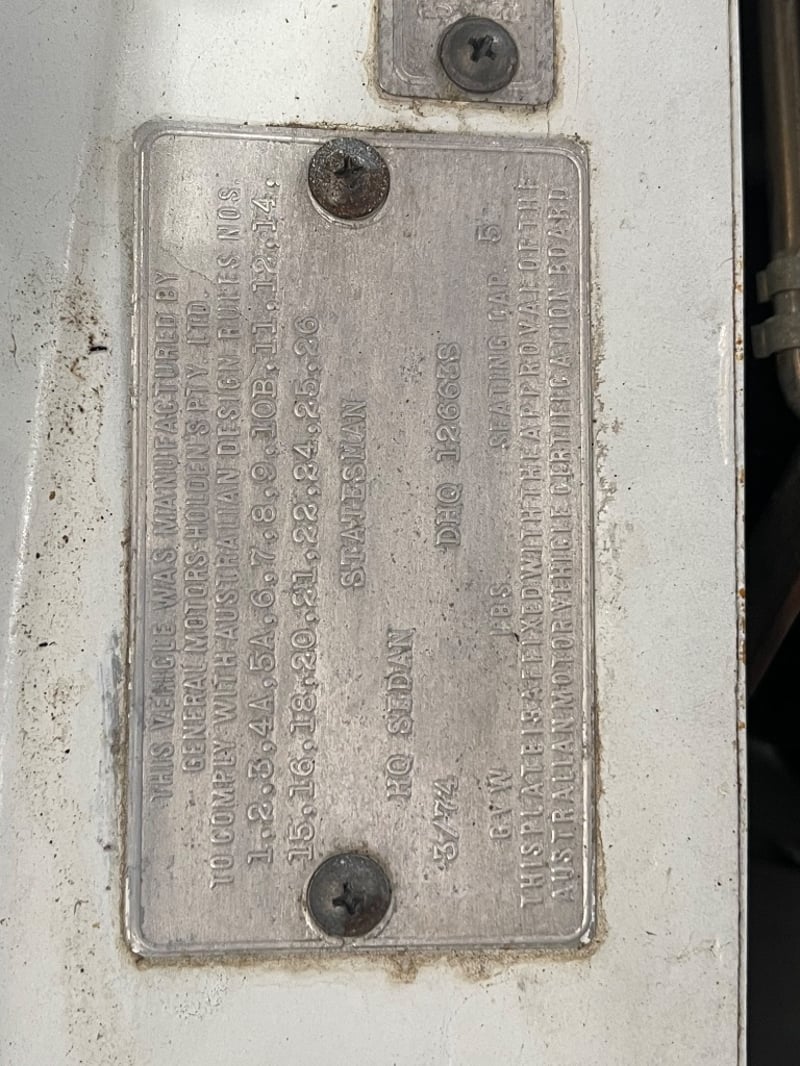 THIS VEHICLE WAS MANUFACTURED BY
GENERAL MOTORS-HOLDEN'S PTY. LTD.
TO COMPLY WITH AUSTRALIAN DESIGN RULES NOS.
1,2,3,4A,5A,6,7,8,9,10B,11,12,14,
15,16,18,20,21,22,24,25,26
STATESMAN
HQ SEDAN
3/74 DHQ 12663S
GVW LBS. SEATING CAP. 5
THIS PLATE IS AFFIXED WITH THE APPROVAL OF THE
AUSTRALIAN MOTOR VEHICLE CERTIFICATION BOARD